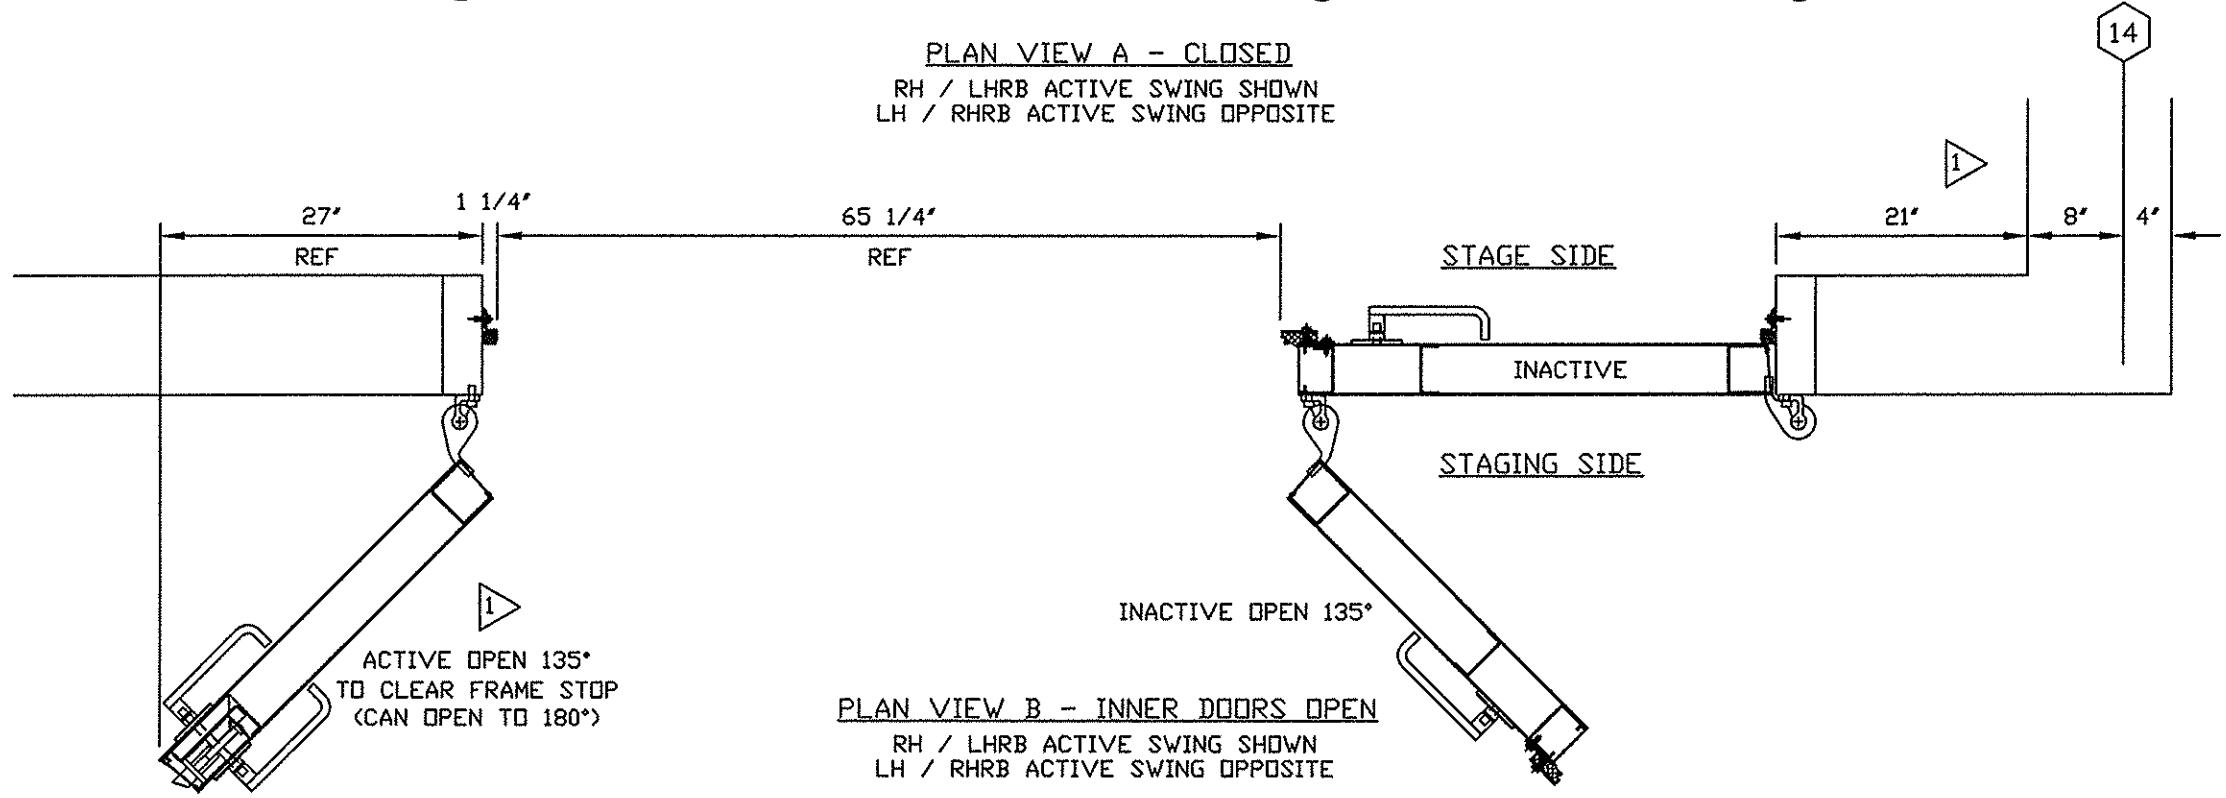 PLAN VIEW A - CLOSED
RH / LHRB ACTIVE SWING SHOWN
LH / RHRB ACTIVE SWING OPPOSITE
14
1
27"
REF
1 1/4"
65 1/4"
REF
21"
8"
4"
STAGE SIDE
INACTIVE
STAGING SIDE
1
ACTIVE OPEN 135°
TO CLEAR FRAME STOP
(CAN OPEN TO 180°)
INACTIVE OPEN 135°
PLAN VIEW B - INNER DOORS OPEN
RH / LHRB ACTIVE SWING SHOWN
LH / RHRB ACTIVE SWING OPPOSITE